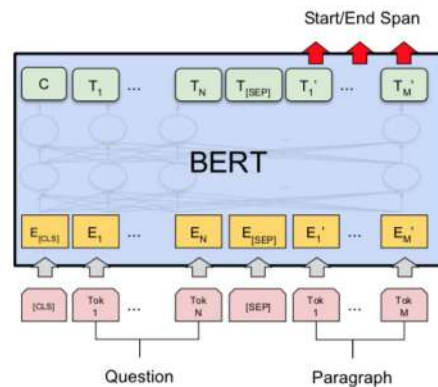 Start/End Span
C T1 ... TN T[SEP] T1' ... TM'
BERT
E[CLS] E1 ... EN E[SEP] E1' ... EM'
[CLS] Tok 1 ... Tok N [SEP] Tok 1 ... Tok M
Question Paragraph